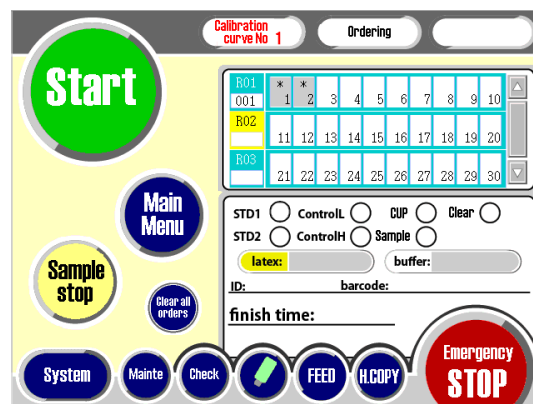 Calibration
curve No 1
Ordering
Start
R01 * *
001 1 2 3 4 5 6 7 8 9 10
R02
11 12 13 14 15 16 17 18 19 20
R03
21 22 23 24 25 26 27 28 29 30
Main
Menu
STD1 ControlL CUP Clear
STD2 ControlH Sample
latex: buffer:
Sample
stop
Clear all
orders
ID: barcode:
finish time:
System Mainte Check FEED H.COPY
Emergency
STOP